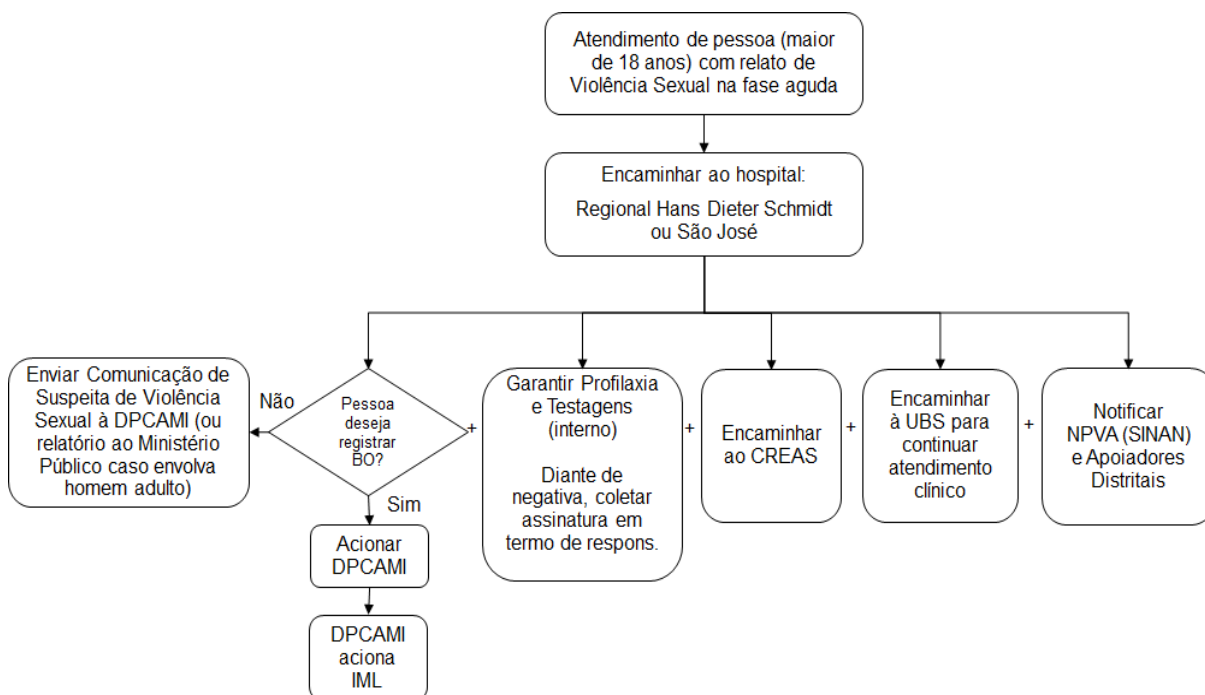 Atendimento de pessoa (maior
de 18 anos) com relato de
Violência Sexual na fase aguda
Encaminhar ao hospital:
Regional Hans Dieter Schmidt
ou São José
Enviar Comunicação de
Suspeita de Violência
Sexual à DPCAMI (ou
relatório ao Ministério
Público caso envolva
homem adulto)
Não
Pessoa
deseja
registrar
BO?
Sim
Acionar
DPCAMI
DPCAMI
aciona
IML
+
Garantir Profilaxia
e Testagens
(interno)
Diante de
negativa, coletar
assinatura em
termo de respons.
+
Encaminhar
ao CREAS
+
Encaminhar
à UBS para
continuar
atendimento
clínico
+
Notificar
NPVA (SINAN)
e Apoiadores
Distritais